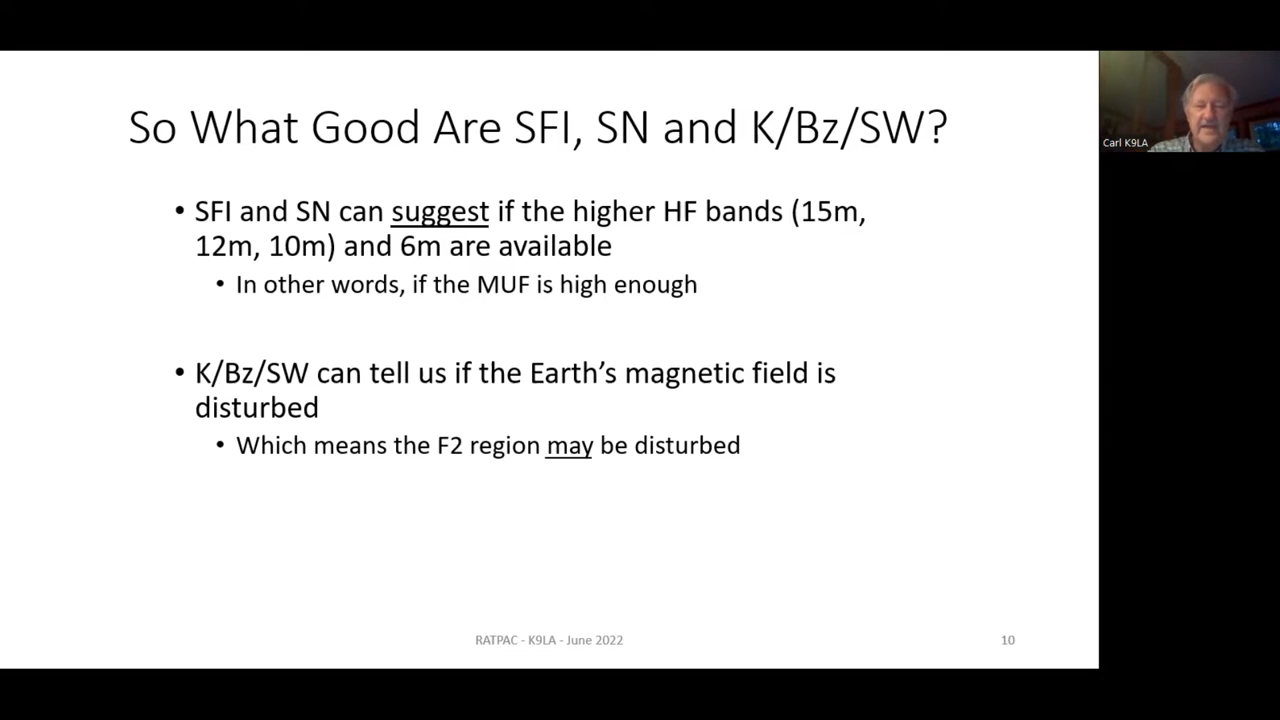 So What Good Are SFI, SN and K/Bz/SW?
Carl K9LA
• SFI and SN can suggest if the higher HF bands (15m,
12m, 10m) and 6m are available
• In other words, if the MUF is high enough
• K/Bz/SW can tell us if the Earth’s magnetic field is
disturbed
• Which means the F2 region may be disturbed
RATPAC - K9LA - June 2022
10